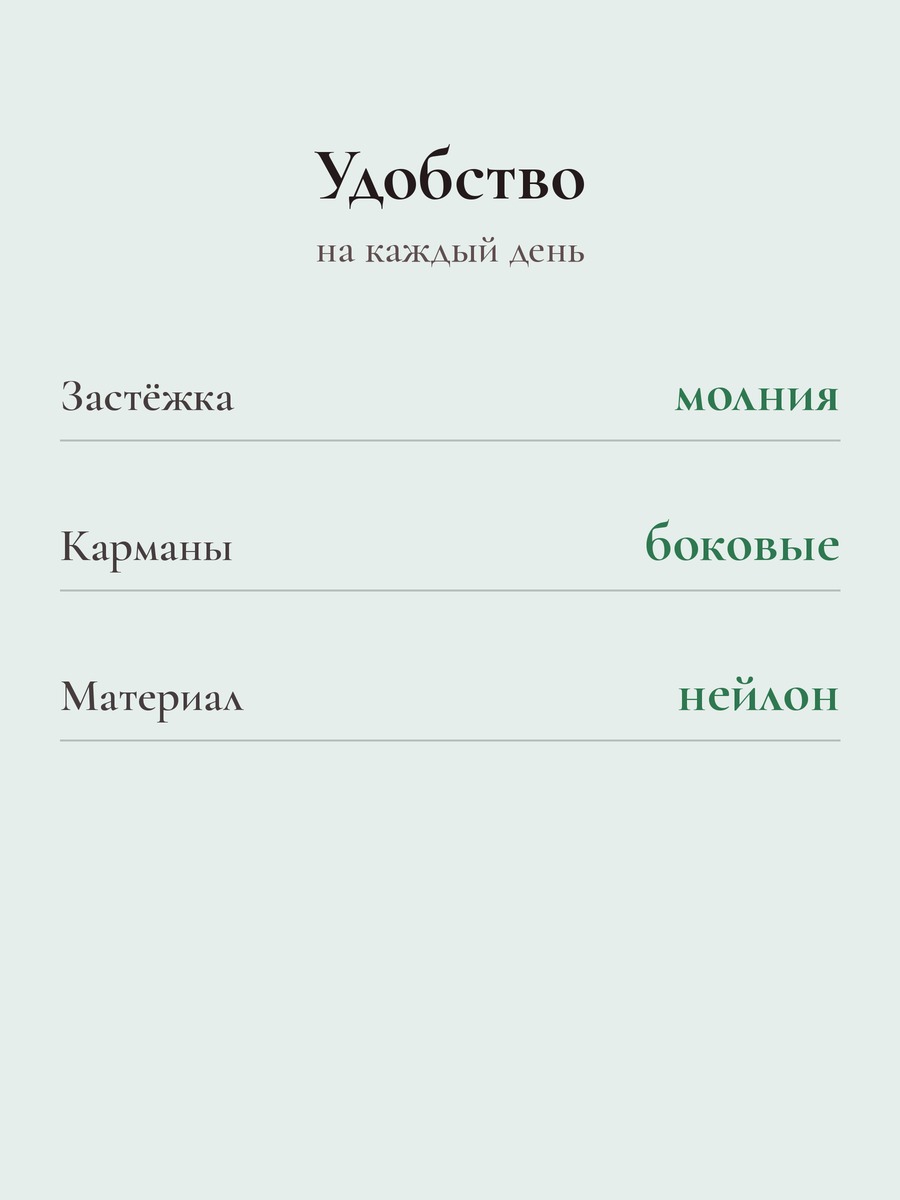 Удобство
на каждый день
Застёжка молния
Карманы боковые
Материал нейлон